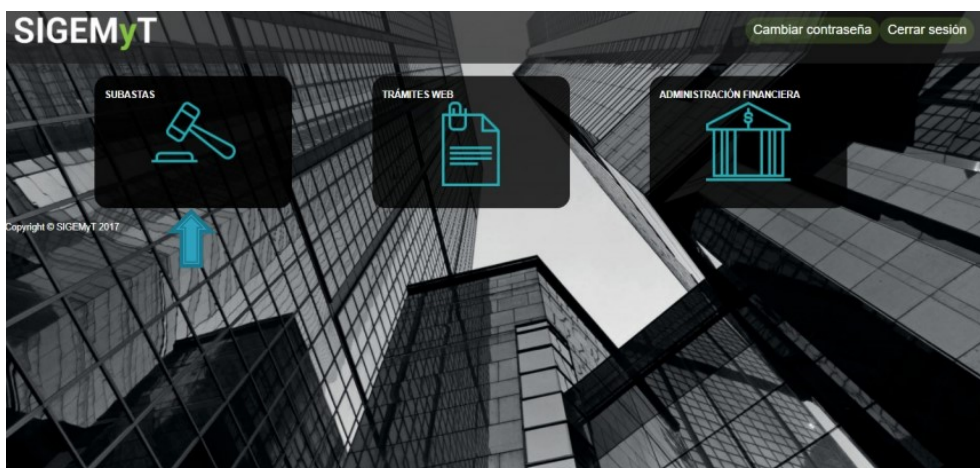 SIGEMyT
Cambiar contraseña Cerrar sesión
SUBASTAS
TRÁMITES WEB
ADMINISTRACIÓN FINANCIERA
$
Copyright © SIGEMyT 2017